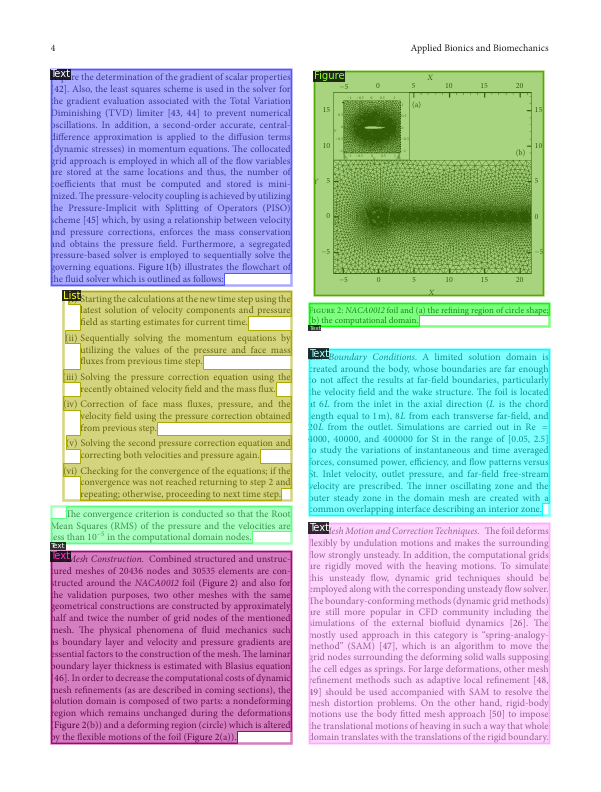 4
Applied Bionics and Biomechanics
Text
re the determination of the gradient of scalar properties
[42]. Also, the least squares scheme is used in the solver for
the gradient evaluation associated with the Total Variation
Diminishing (TVD) limiter [43, 44] to prevent numerical
oscillations. In addition, a second-order accurate, central-
difference approximation is applied to the diffusion terms
(dynamic stresses) in momentum equations. The collocated
grid approach is employed in which all of the flow variables
are stored at the same locations and thus, the number of
coefficients that must be computed and stored is mini-
mized. The pressure-velocity coupling is achieved by utilizing
the Pressure-Implicit with Splitting of Operators (PISO)
scheme [45] which, by using a relationship between velocity
and pressure corrections, enforces the mass conservation
and obtains the pressure field. Furthermore, a segregated
pressure-based solver is employed to sequentially solve the
governing equations. Figure 1(b) illustrates the flowchart of
the fluid solver which is outlined as follows:
List
Starting the calculations at the new time step using the
latest solution of velocity components and pressure
field as starting estimates for current time.
(ii) Sequentially solving the momentum equations by
utilizing the values of the pressure and face mass
fluxes from previous time step.
(iii) Solving the pressure correction equation using the
recently obtained velocity field and the mass flux.
(iv) Correction of face mass fluxes, pressure, and the
velocity field using the pressure correction obtained
from previous step.
(v) Solving the second pressure correction equation and
correcting both velocities and pressure again.
(vi) Checking for the convergence of the equations; if the
convergence was not reached returning to step 2 and
repeating; otherwise, proceeding to next time step.
The convergence criterion is conducted so that the Root
Mean Squares (RMS) of the pressure and the velocities are
less than 10⁻⁵ in the computational domain nodes.
Text
Text
Mesh Construction. Combined structured and unstruc-
tured meshes of 20436 nodes and 30535 elements are con-
structed around the NACA0012 foil (Figure 2) and also for
the validation purposes, two other meshes with the same
geometrical constructions are constructed by approximately
half and twice the number of grid nodes of the mentioned
mesh. The physical phenomena of fluid mechanics such
as boundary layer and velocity and pressure gradients are
essential factors to the construction of the mesh. The laminar
boundary layer thickness is estimated with Blasius equation
[46]. In order to decrease the computational costs of dynamic
mesh refinements (as are described in coming sections), the
solution domain is composed of two parts: a nondeforming
region which remains unchanged during the deformations
(Figure 2(b)) and a deforming region (circle) which is altered
by the flexible motions of the foil (Figure 2(a)).
Figure
X
−5 0 5 10 15 20
(a)
(b)
15 15
10 10
Y
5 5
0 0
−5 −5
−5 0 5 10 15 20
X
FIGURE 2: NACA0012 foil and (a) the refining region of circle shape;
(b) the computational domain.
Text
Text
Boundary Conditions. A limited solution domain is
created around the body, whose boundaries are far enough
to not affect the results at far-field boundaries, particularly
the velocity field and the wake structure. The foil is located
at 6L from the inlet in the axial direction (L is the chord
length equal to 1 m), 8L from each transverse far-field, and
20L from the outlet. Simulations are carried out in Re =
4000, 40000, and 400000 for St in the range of [0.05, 2.5]
to study the variations of instantaneous and time averaged
forces, consumed power, efficiency, and flow patterns versus
St. Inlet velocity, outlet pressure, and far-field free-stream
velocity are prescribed. The inner oscillating zone and the
outer steady zone in the domain mesh are created with a
common overlapping interface describing an interior zone.
Text
Mesh Motion and Correction Techniques. The foil deforms
flexibly by undulation motions and makes the surrounding
flow strongly unsteady. In addition, the computational grids
are rigidly moved with the heaving motions. To simulate
this unsteady flow, dynamic grid techniques should be
employed along with the corresponding unsteady flow solver.
The boundary-conforming methods (dynamic grid methods)
are still more popular in CFD community including the
simulations of the external biofluid dynamics [26]. The
mostly used approach in this category is “spring-analogy-
method” (SAM) [47], which is an algorithm to move the
grid nodes surrounding the deforming solid walls supposing
the cell edges as springs. For large deformations, other mesh
refinement methods such as adaptive local refinement [48,
49] should be used accompanied with SAM to resolve the
mesh distortion problems. On the other hand, rigid-body
motions use the body fitted mesh approach [50] to impose
the translational motions of heaving in such a way that whole
domain translates with the translations of the rigid boundary.